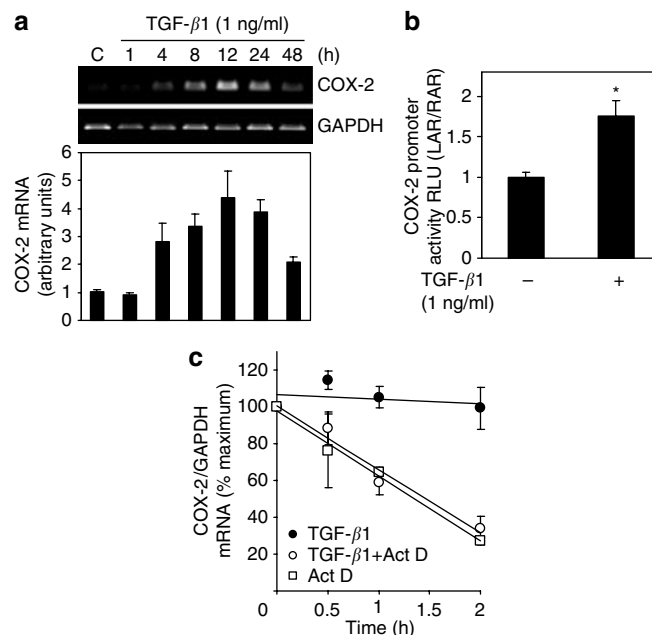 a
TGF-β1 (1 ng/ml)
C 1 4 8 12 24 48 (h)
COX-2
GAPDH
COX-2 mRNA
(arbitrary units)
6
5
4
3
2
1
0
b
COX-2 promoter
activity RLU (LAR/RAR)
2
1.5
1
0.5
0
*
TGF-β1
(1 ng/ml)
− +
c
COX-2/GAPDH
mRNA (% maximum)
120
100
80
60
40
20
TGF-β1
TGF-β1+Act D
Act D
0 0.5 1 2
Time (h)